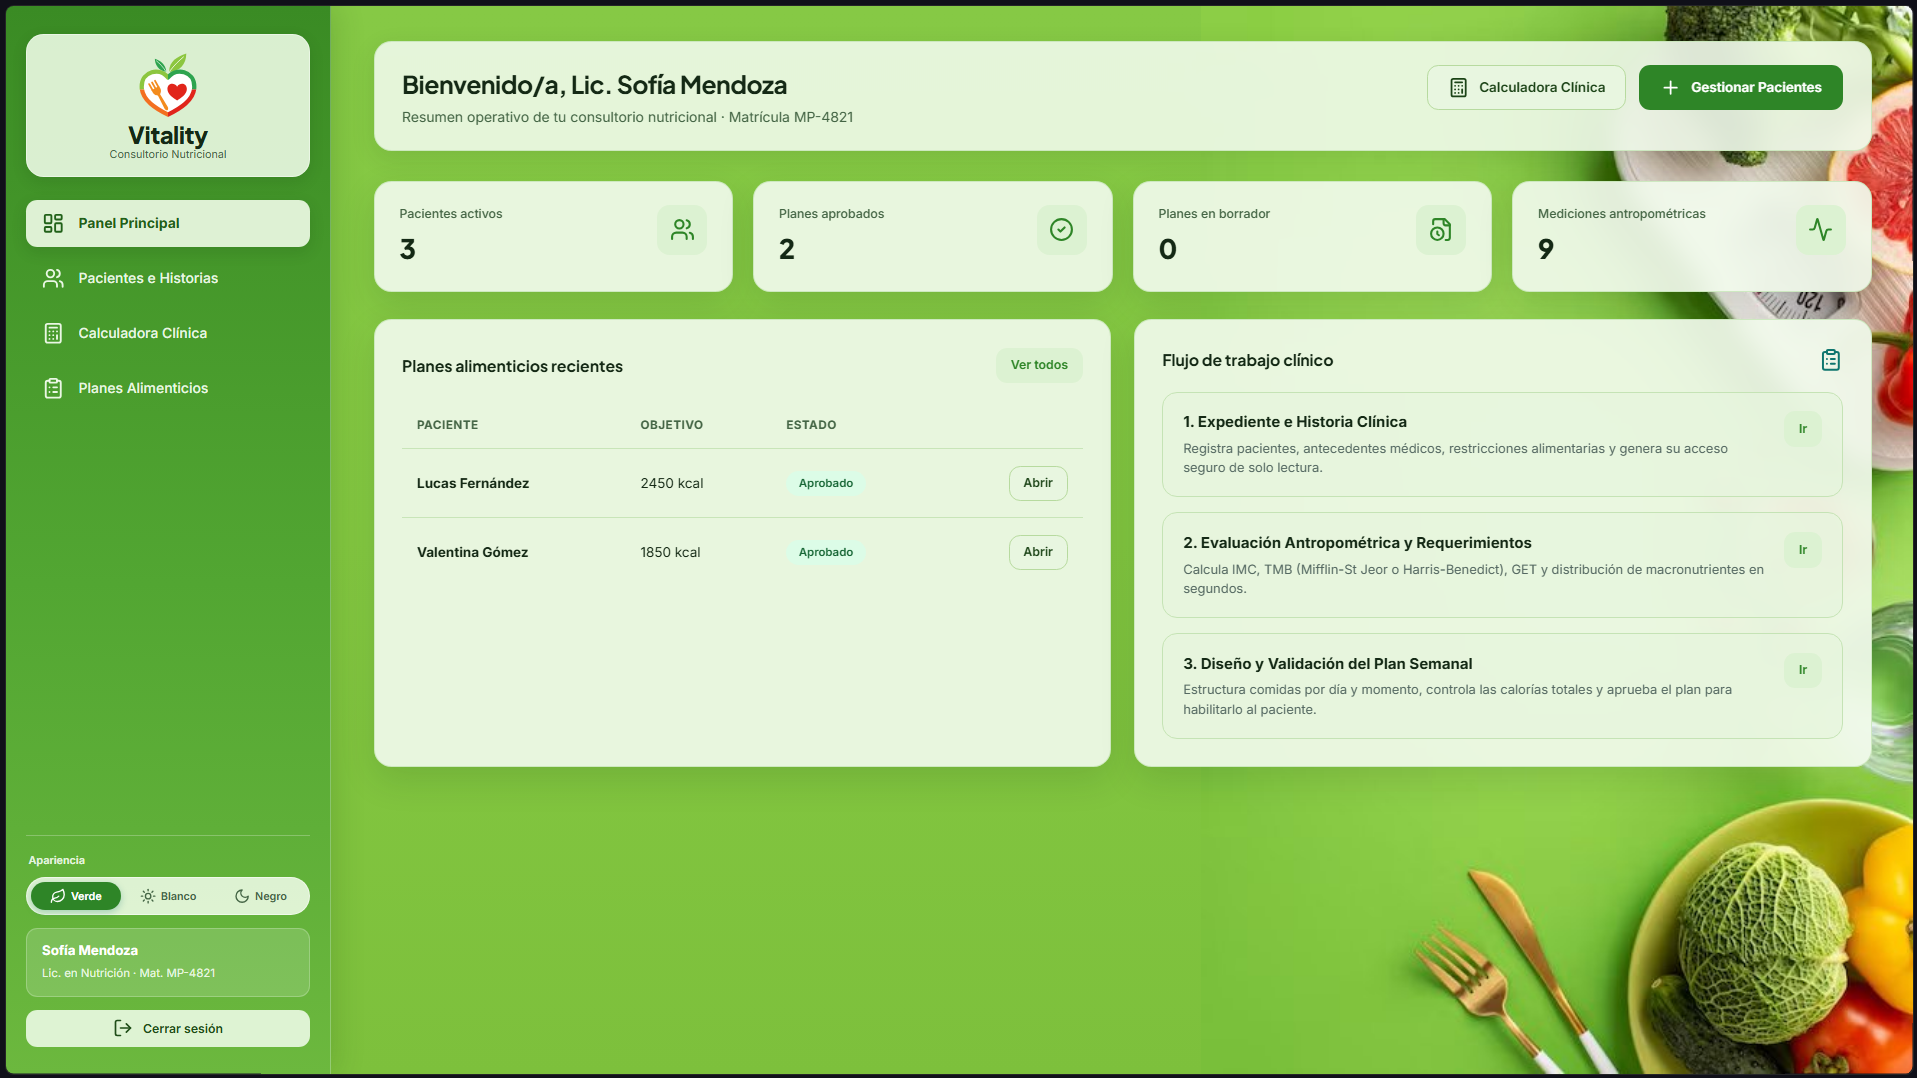 Vitality
Consultorio Nutricional
Panel Principal
Pacientes e Historias
Calculadora Clínica
Planes Alimenticios
Apariencia
Verde
Blanco
Negro
Sofía Mendoza
Lic. en Nutrición · Mat. MP-4821
Cerrar sesión
Bienvenido/a, Lic. Sofía Mendoza
Resumen operativo de tu consultorio nutricional · Matrícula MP-4821
Calculadora Clínica
Gestionar Pacientes
Pacientes activos
3
Planes aprobados
2
Planes en borrador
0
Mediciones antropométricas
9
120
Planes alimenticios recientes
Ver todos
PACIENTE OBJETIVO ESTADO
Lucas Fernández 2450 kcal Aprobado Abrir
Valentina Gómez 1850 kcal Aprobado Abrir
Flujo de trabajo clínico
1. Expediente e Historia Clínica
Registra pacientes, antecedentes médicos, restricciones alimentarias y genera su acceso
seguro de solo lectura.
Ir
2. Evaluación Antropométrica y Requerimientos
Calcula IMC, TMB (Mifflin-St Jeor o Harris-Benedict), GET y distribución de macronutrientes en
segundos.
Ir
3. Diseño y Validación del Plan Semanal
Estructura comidas por día y momento, controla las calorías totales y aprueba el plan para
habilitarlo al paciente.
Ir